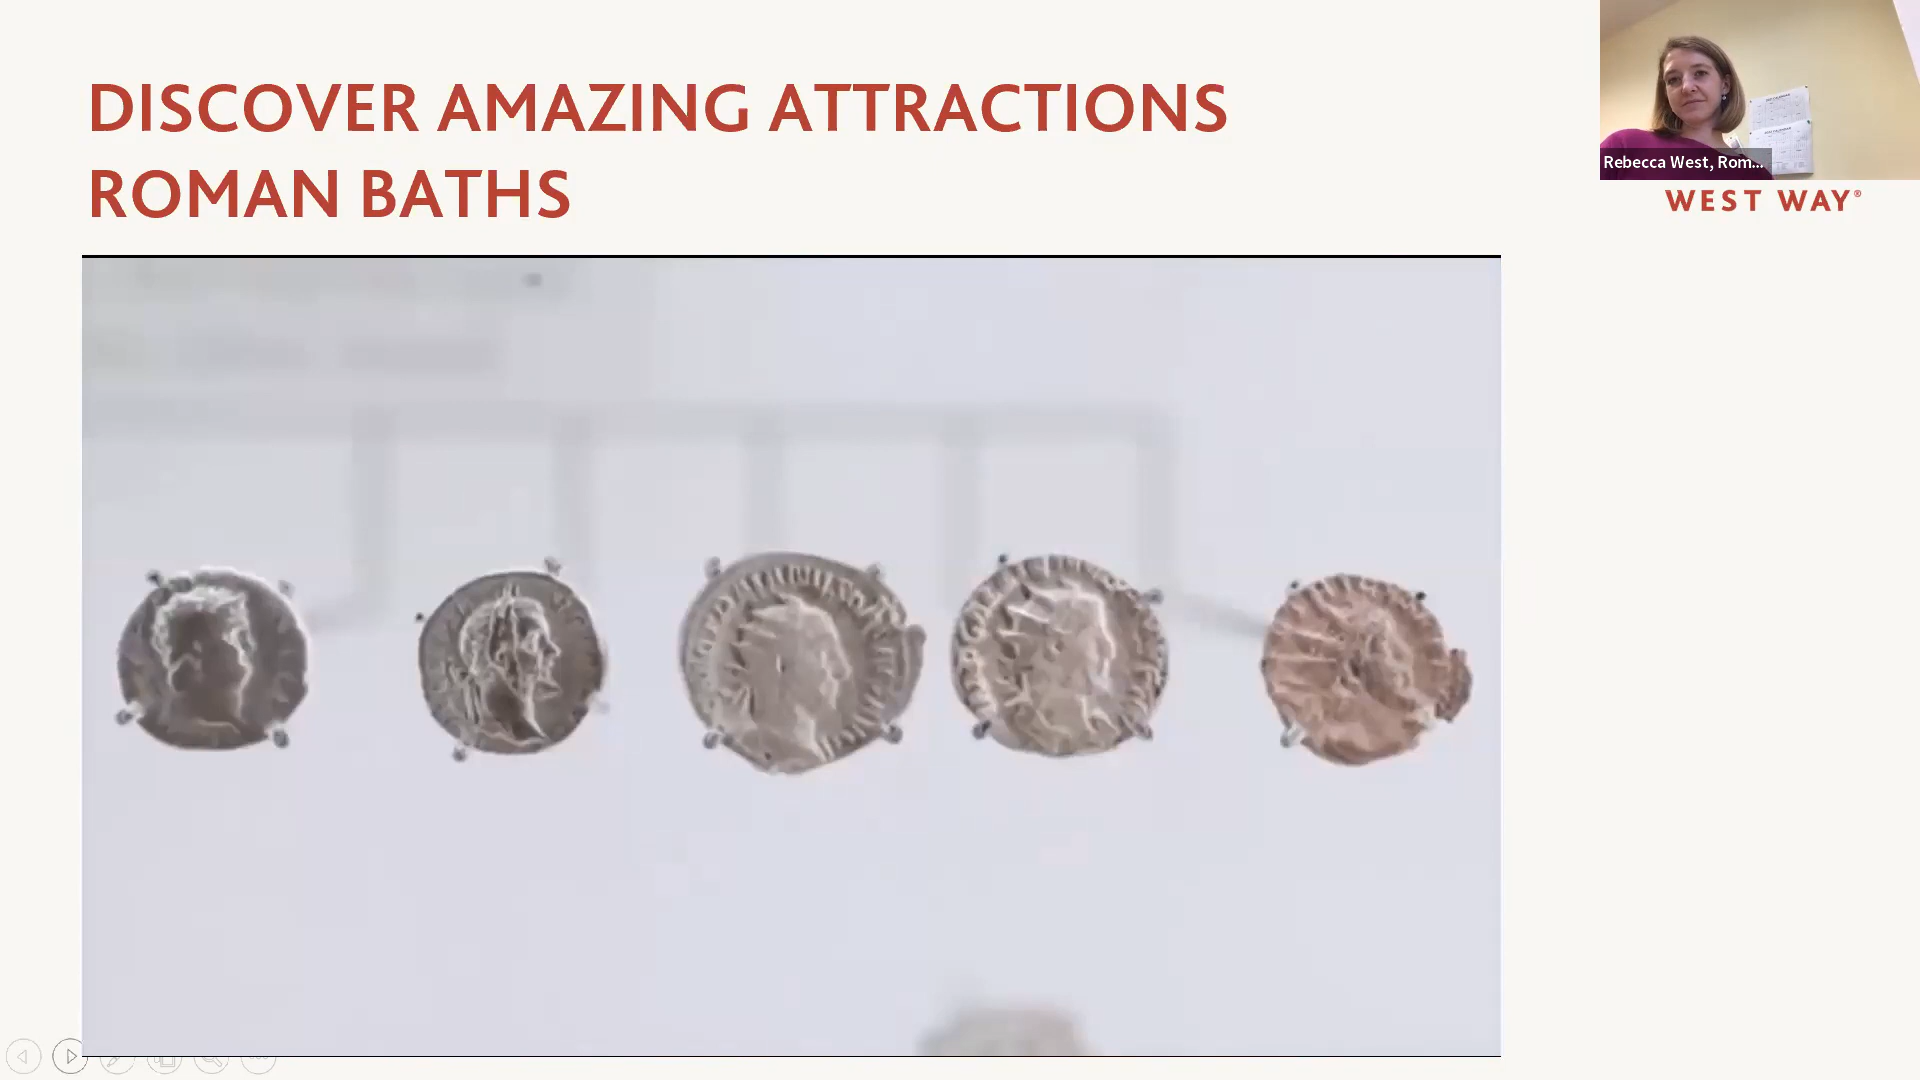 DISCOVER AMAZING ATTRACTIONS
ROMAN BATHS
Rebecca West, Rom...
WEST WAY®